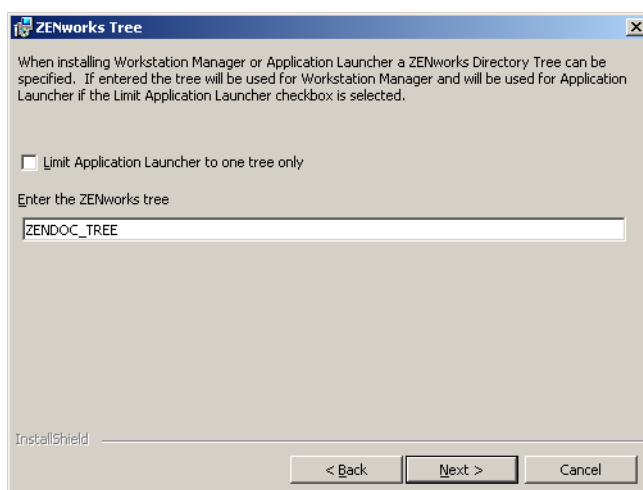 ZENworks Tree
When installing Workstation Manager or Application Launcher a ZENworks Directory Tree can be
specified.  If entered the tree will be used for Workstation Manager and will be used for Application
Launcher if the Limit Application Launcher checkbox is selected.
Limit Application Launcher to one tree only
Enter the ZENworks tree
ZENDOC_TREE
InstallShield
< Back
Next >
Cancel